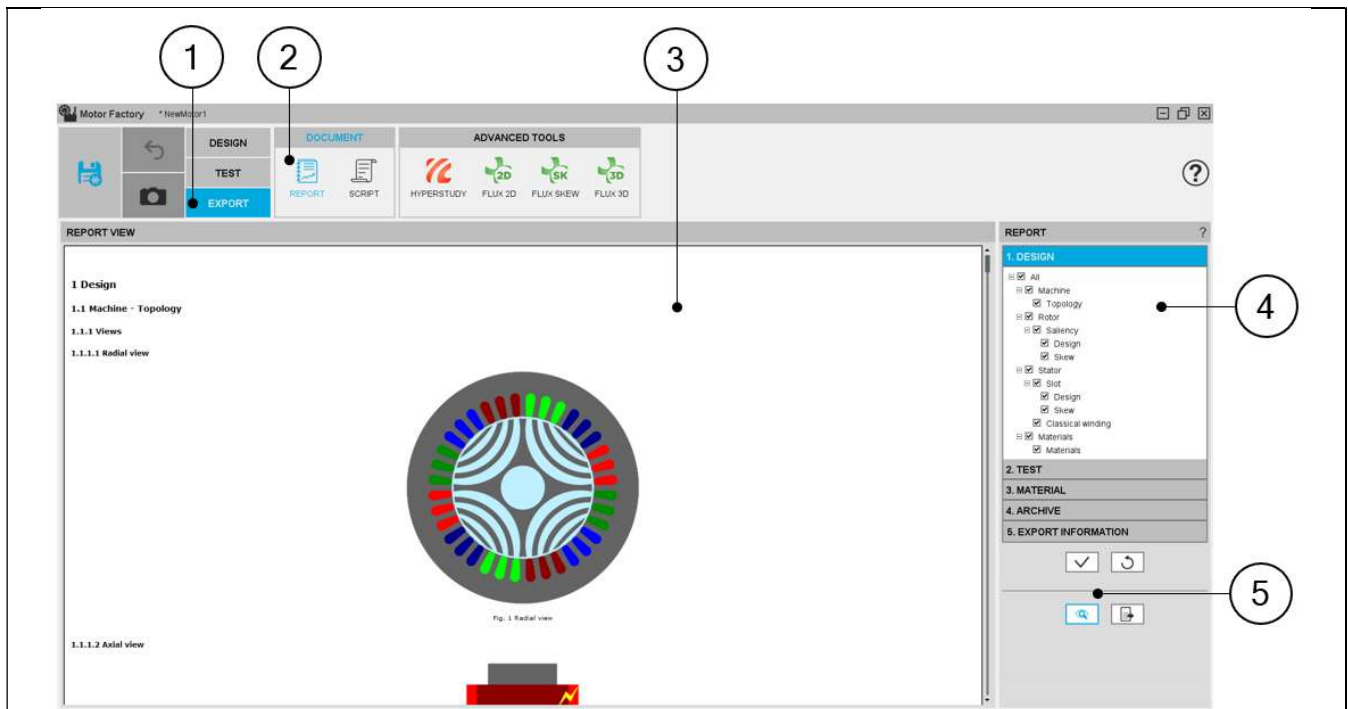 1
2
3
Motor Factory * NewMotor1
DESIGN
TEST
EXPORT
DOCUMENT
REPORT
SCRIPT
ADVANCED TOOLS
HYPERSTUDY
2D
FLUX 2D
SK
FLUX SKEW
3D
FLUX 3D
?
REPORT VIEW
1 Design
1.1 Machine - Topology
1.1.1 Views
1.1.1.1 Radial view
Fig. 1 Radial view
1.1.1.2 Axial view
REPORT ?
1. DESIGN
All
Machine
Topology
Rotor
Saliency
Design
Skew
Stator
Slot
Design
Skew
Classical winding
Materials
Materials
2. TEST
3. MATERIAL
4. ARCHIVE
5. EXPORT INFORMATION
4
5